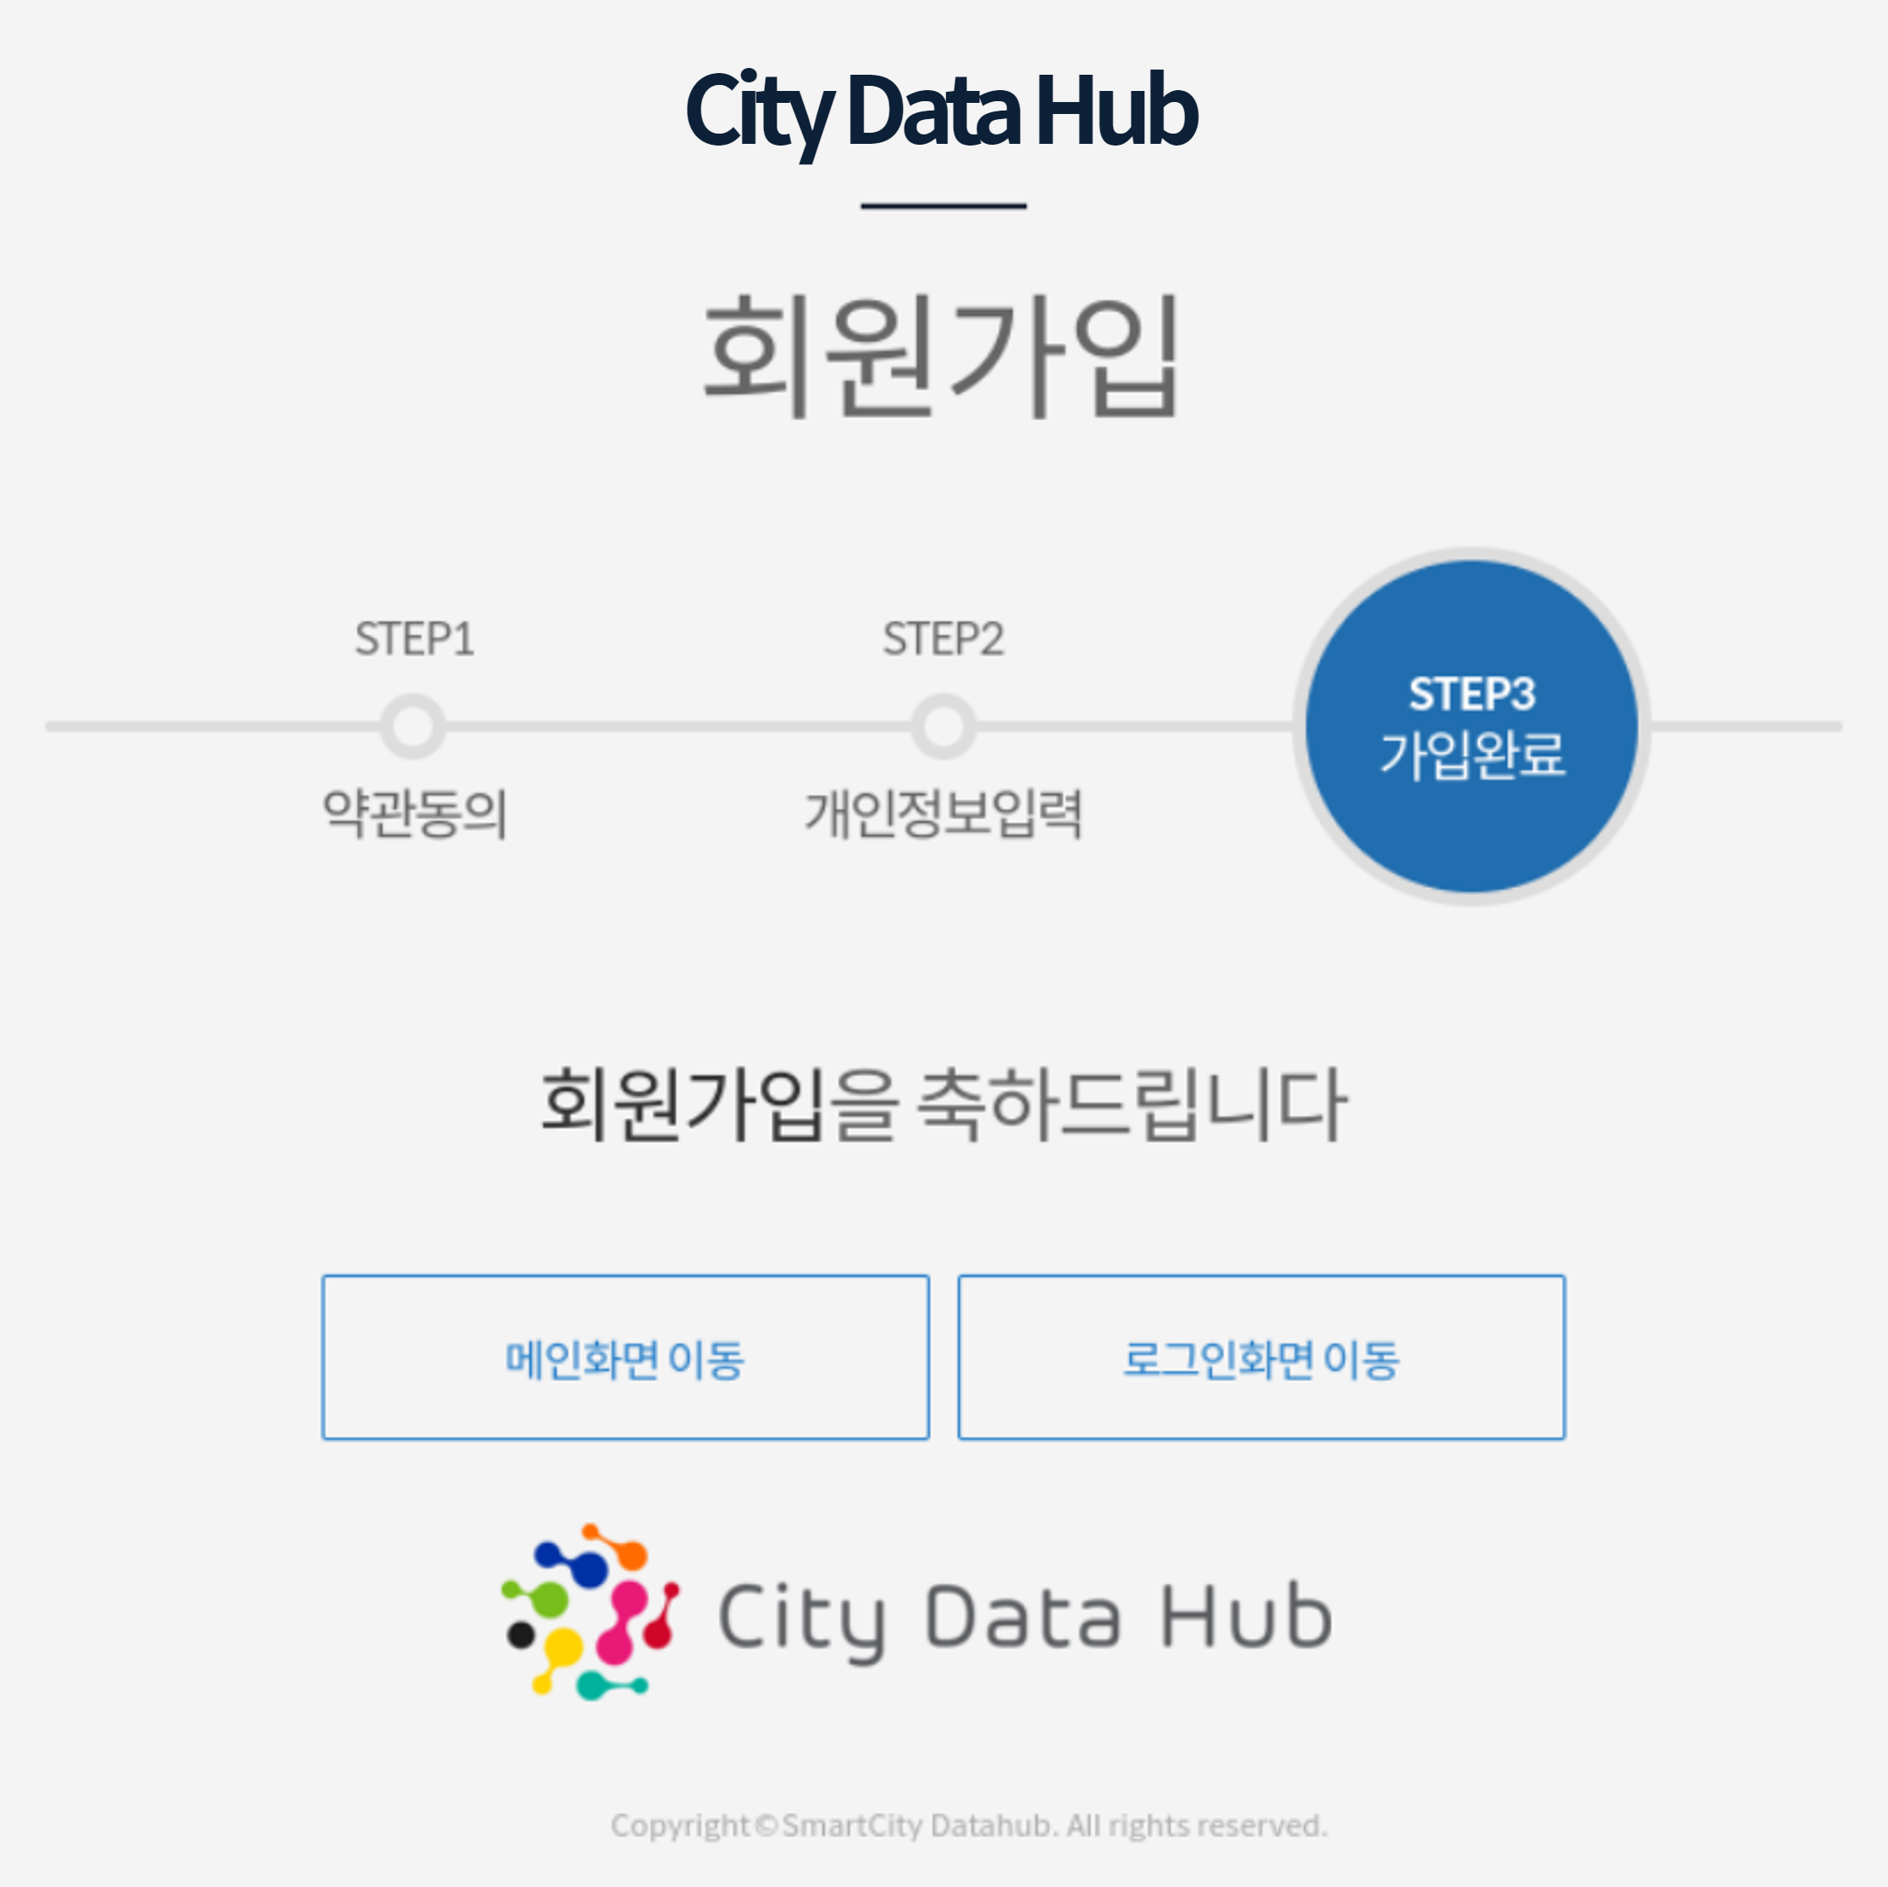 City Data Hub
회원가입
STEP1
약관동의
STEP2
개인정보입력
STEP3
가입완료
회원가입을 축하드립니다
메인화면 이동
로그인화면 이동
City Data Hub
Copyright©SmartCity Datahub. All rights reserved.